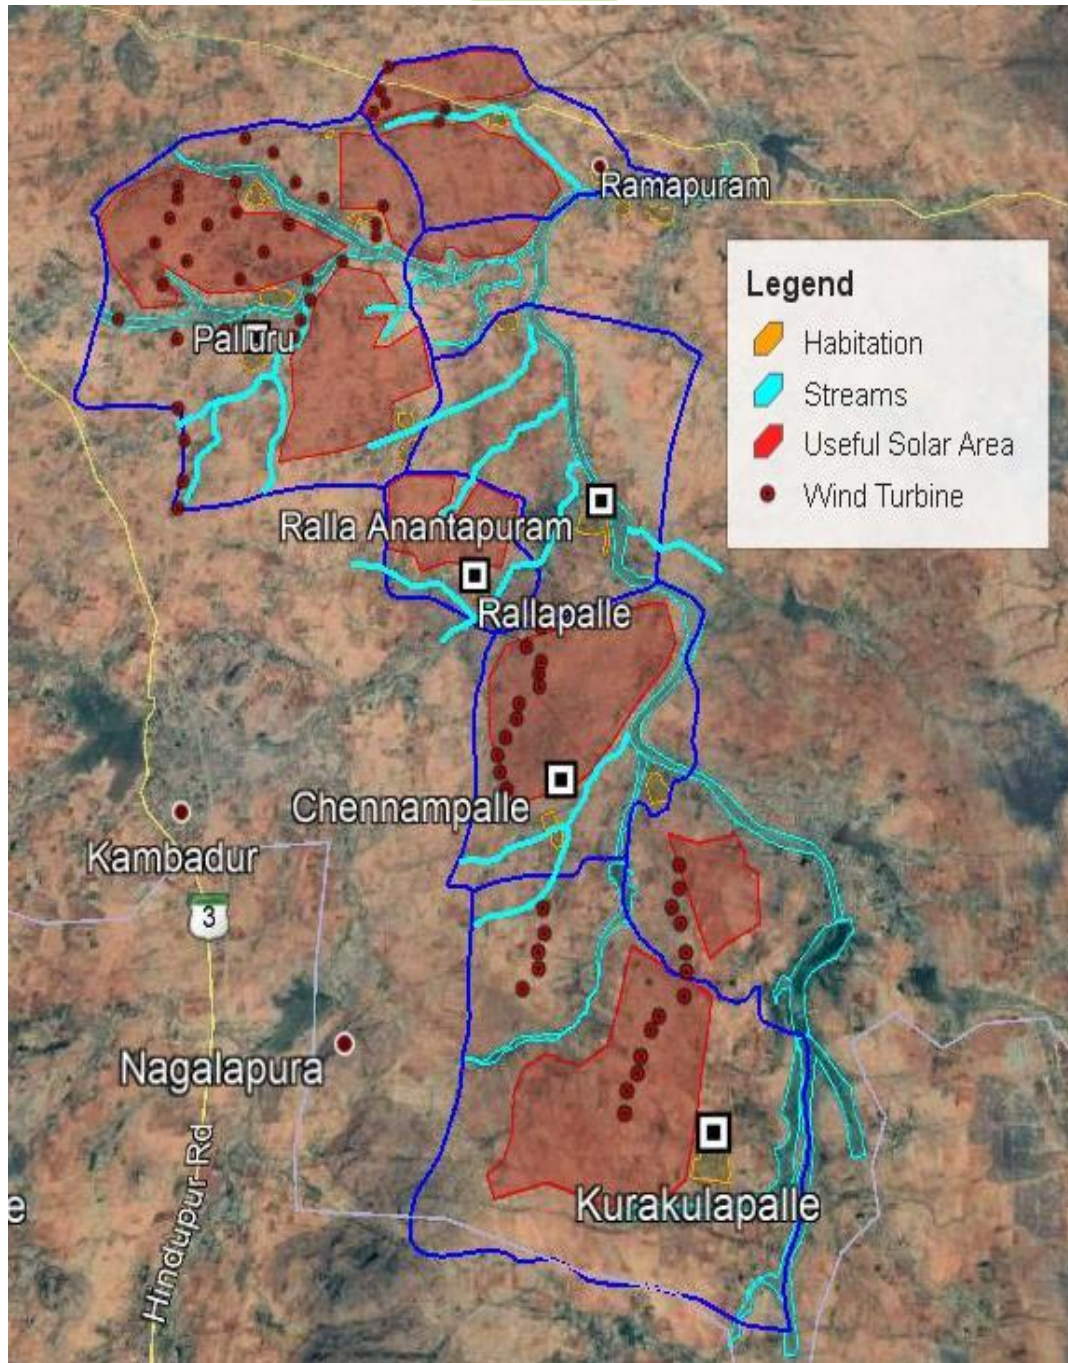 Ramapuram
Legend
Habitation
Streams
Useful Solar Area
Wind Turbine
Palluru
Ralla Anantapuram
Rallapalle
Chennampalle
Kambadur
3
Nagalapura
Hindupur Rd
Kurakulapalle
e